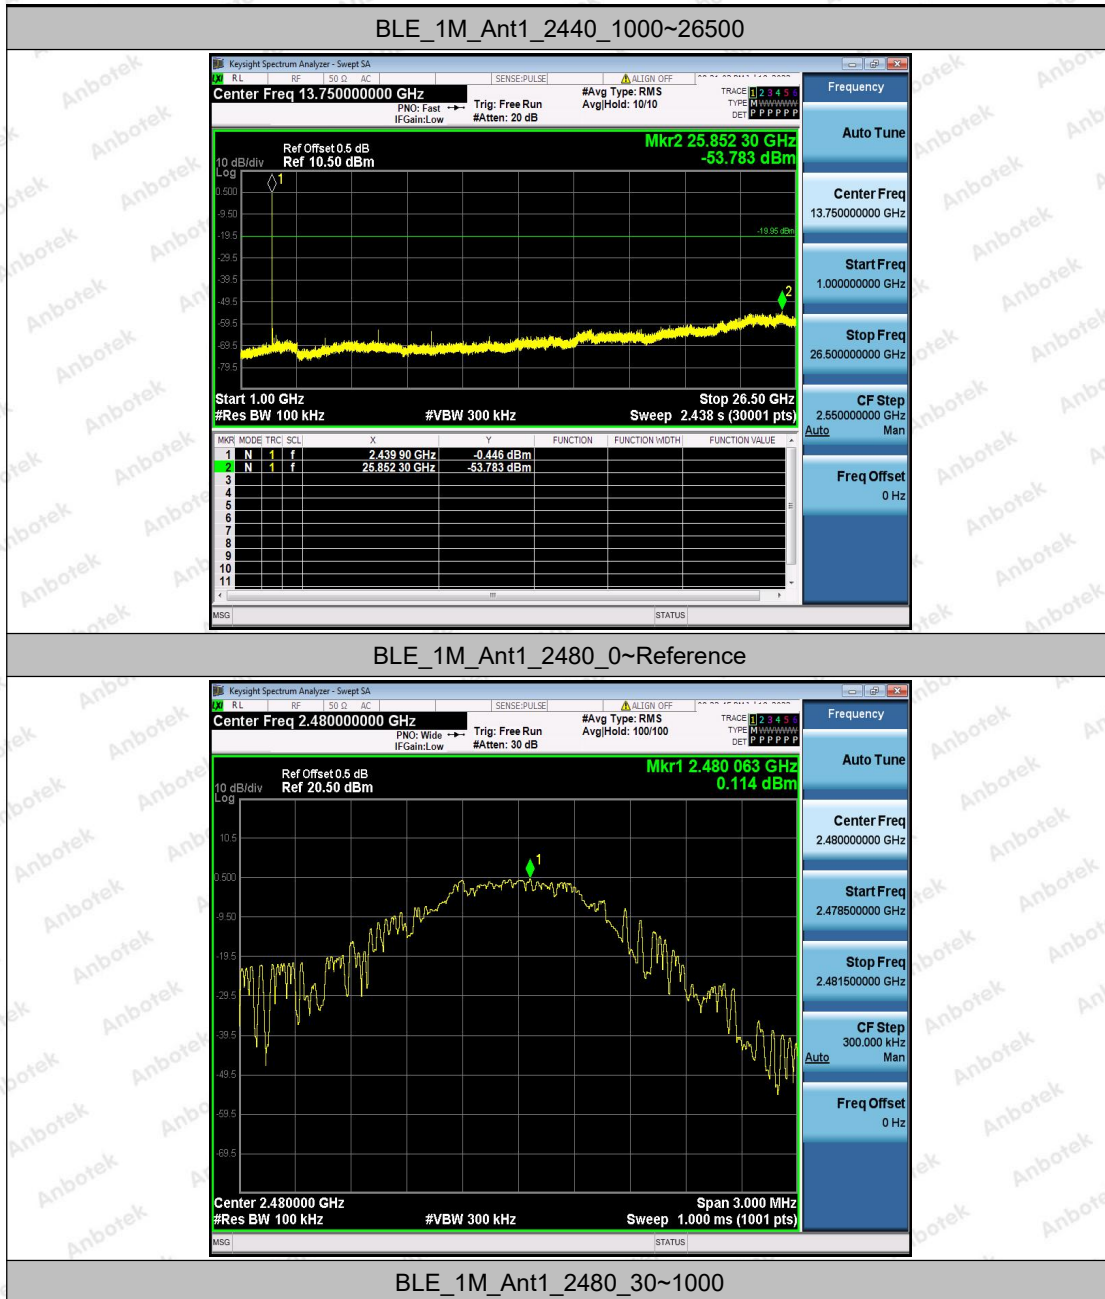 BLE_1M_Ant1_2440_1000~26500
Keysight Spectrum Analyzer - Swept SA
RL RF 50 Ω AC SENSE:PULSE ALIGN OFF
Center Freq 13.750000000 GHz
PNO: Fast
IFGain:Low
Trig: Free Run
#Atten: 20 dB
#Avg Type: RMS
Avg|Hold: 10/10
TRACE 1 2 3 4 5 6
TYPE M W W W W W
DET P P P P P P
Frequency
Mkr2 25.852 30 GHz
-53.783 dBm
Ref Offset 0.5 dB
10 dB/div Ref 10.50 dBm
Log
1
0.500
-9.50
-19.5
-19.95 dBm
-29.5
-39.5
-49.5
2
-59.5
-69.5
-79.5
Start 1.00 GHz Stop 26.50 GHz
#Res BW 100 kHz #VBW 300 kHz Sweep 2.438 s (30001 pts)
MKR MODE TRC SCL X Y FUNCTION FUNCTION WIDTH FUNCTION VALUE
1 N 1 f 2.439 90 GHz -0.446 dBm
2 N 1 f 25.852 30 GHz -53.783 dBm
3
4
5
6
7
8
9
10
11
MSG STATUS
Auto Tune
Center Freq
13.750000000 GHz
Start Freq
1.000000000 GHz
Stop Freq
26.500000000 GHz
CF Step
2.550000000 GHz
Auto Man
Freq Offset
0 Hz
BLE_1M_Ant1_2480_0~Reference
Keysight Spectrum Analyzer - Swept SA
RL RF 50 Ω AC SENSE:PULSE ALIGN OFF
Center Freq 2.480000000 GHz
PNO: Wide
IFGain:Low
Trig: Free Run
#Atten: 30 dB
#Avg Type: RMS
Avg|Hold: 100/100
TRACE 1 2 3 4 5 6
TYPE M W W W W W
DET P P P P P P
Frequency
Mkr1 2.480 063 GHz
0.114 dBm
Ref Offset 0.5 dB
10 dB/div Ref 20.50 dBm
Log
10.5
1
0.500
-9.50
-19.5
-29.5
-39.5
-49.5
-59.5
-69.5
Center 2.480000 GHz Span 3.000 MHz
#Res BW 100 kHz #VBW 300 kHz Sweep 1.000 ms (1001 pts)
MSG STATUS
Auto Tune
Center Freq
2.480000000 GHz
Start Freq
2.478500000 GHz
Stop Freq
2.481500000 GHz
CF Step
300.000 kHz
Auto Man
Freq Offset
0 Hz
BLE_1M_Ant1_2480_30~1000